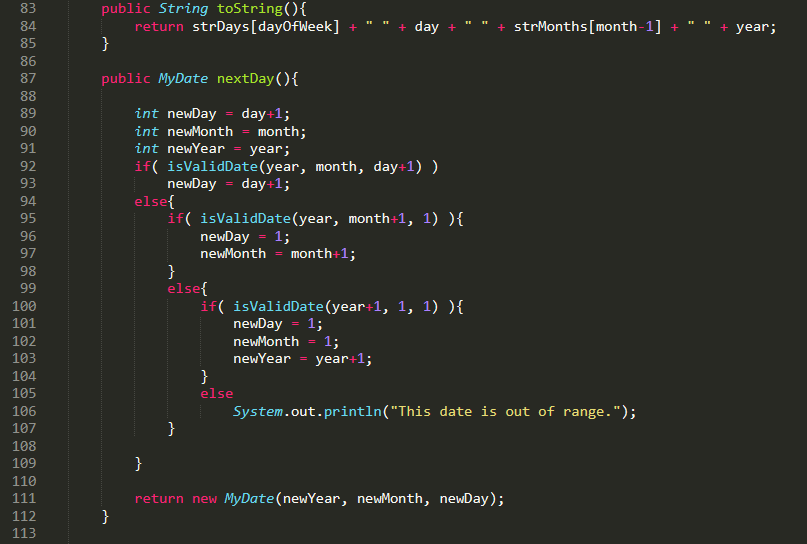 83 public String toString(){
84 return strDays[dayOfWeek] + " " + day + " " + strMonths[month-1] + " " + year;
85 }
86
87 public MyDate nextDay(){
88
89 int newDay = day+1;
90 int newMonth = month;
91 int newYear = year;
92 if( isValidDate(year, month, day+1) )
93 newDay = day+1;
94 else{
95 if( isValidDate(year, month+1, 1) ){
96 newDay = 1;
97 newMonth = month+1;
98 }
99 else{
100 if( isValidDate(year+1, 1, 1) ){
101 newDay = 1;
102 newMonth = 1;
103 newYear = year+1;
104 }
105 else
106 System.out.println("This date is out of range.");
107 }
108
109 }
110
111 return new MyDate(newYear, newMonth, newDay);
112 }
113